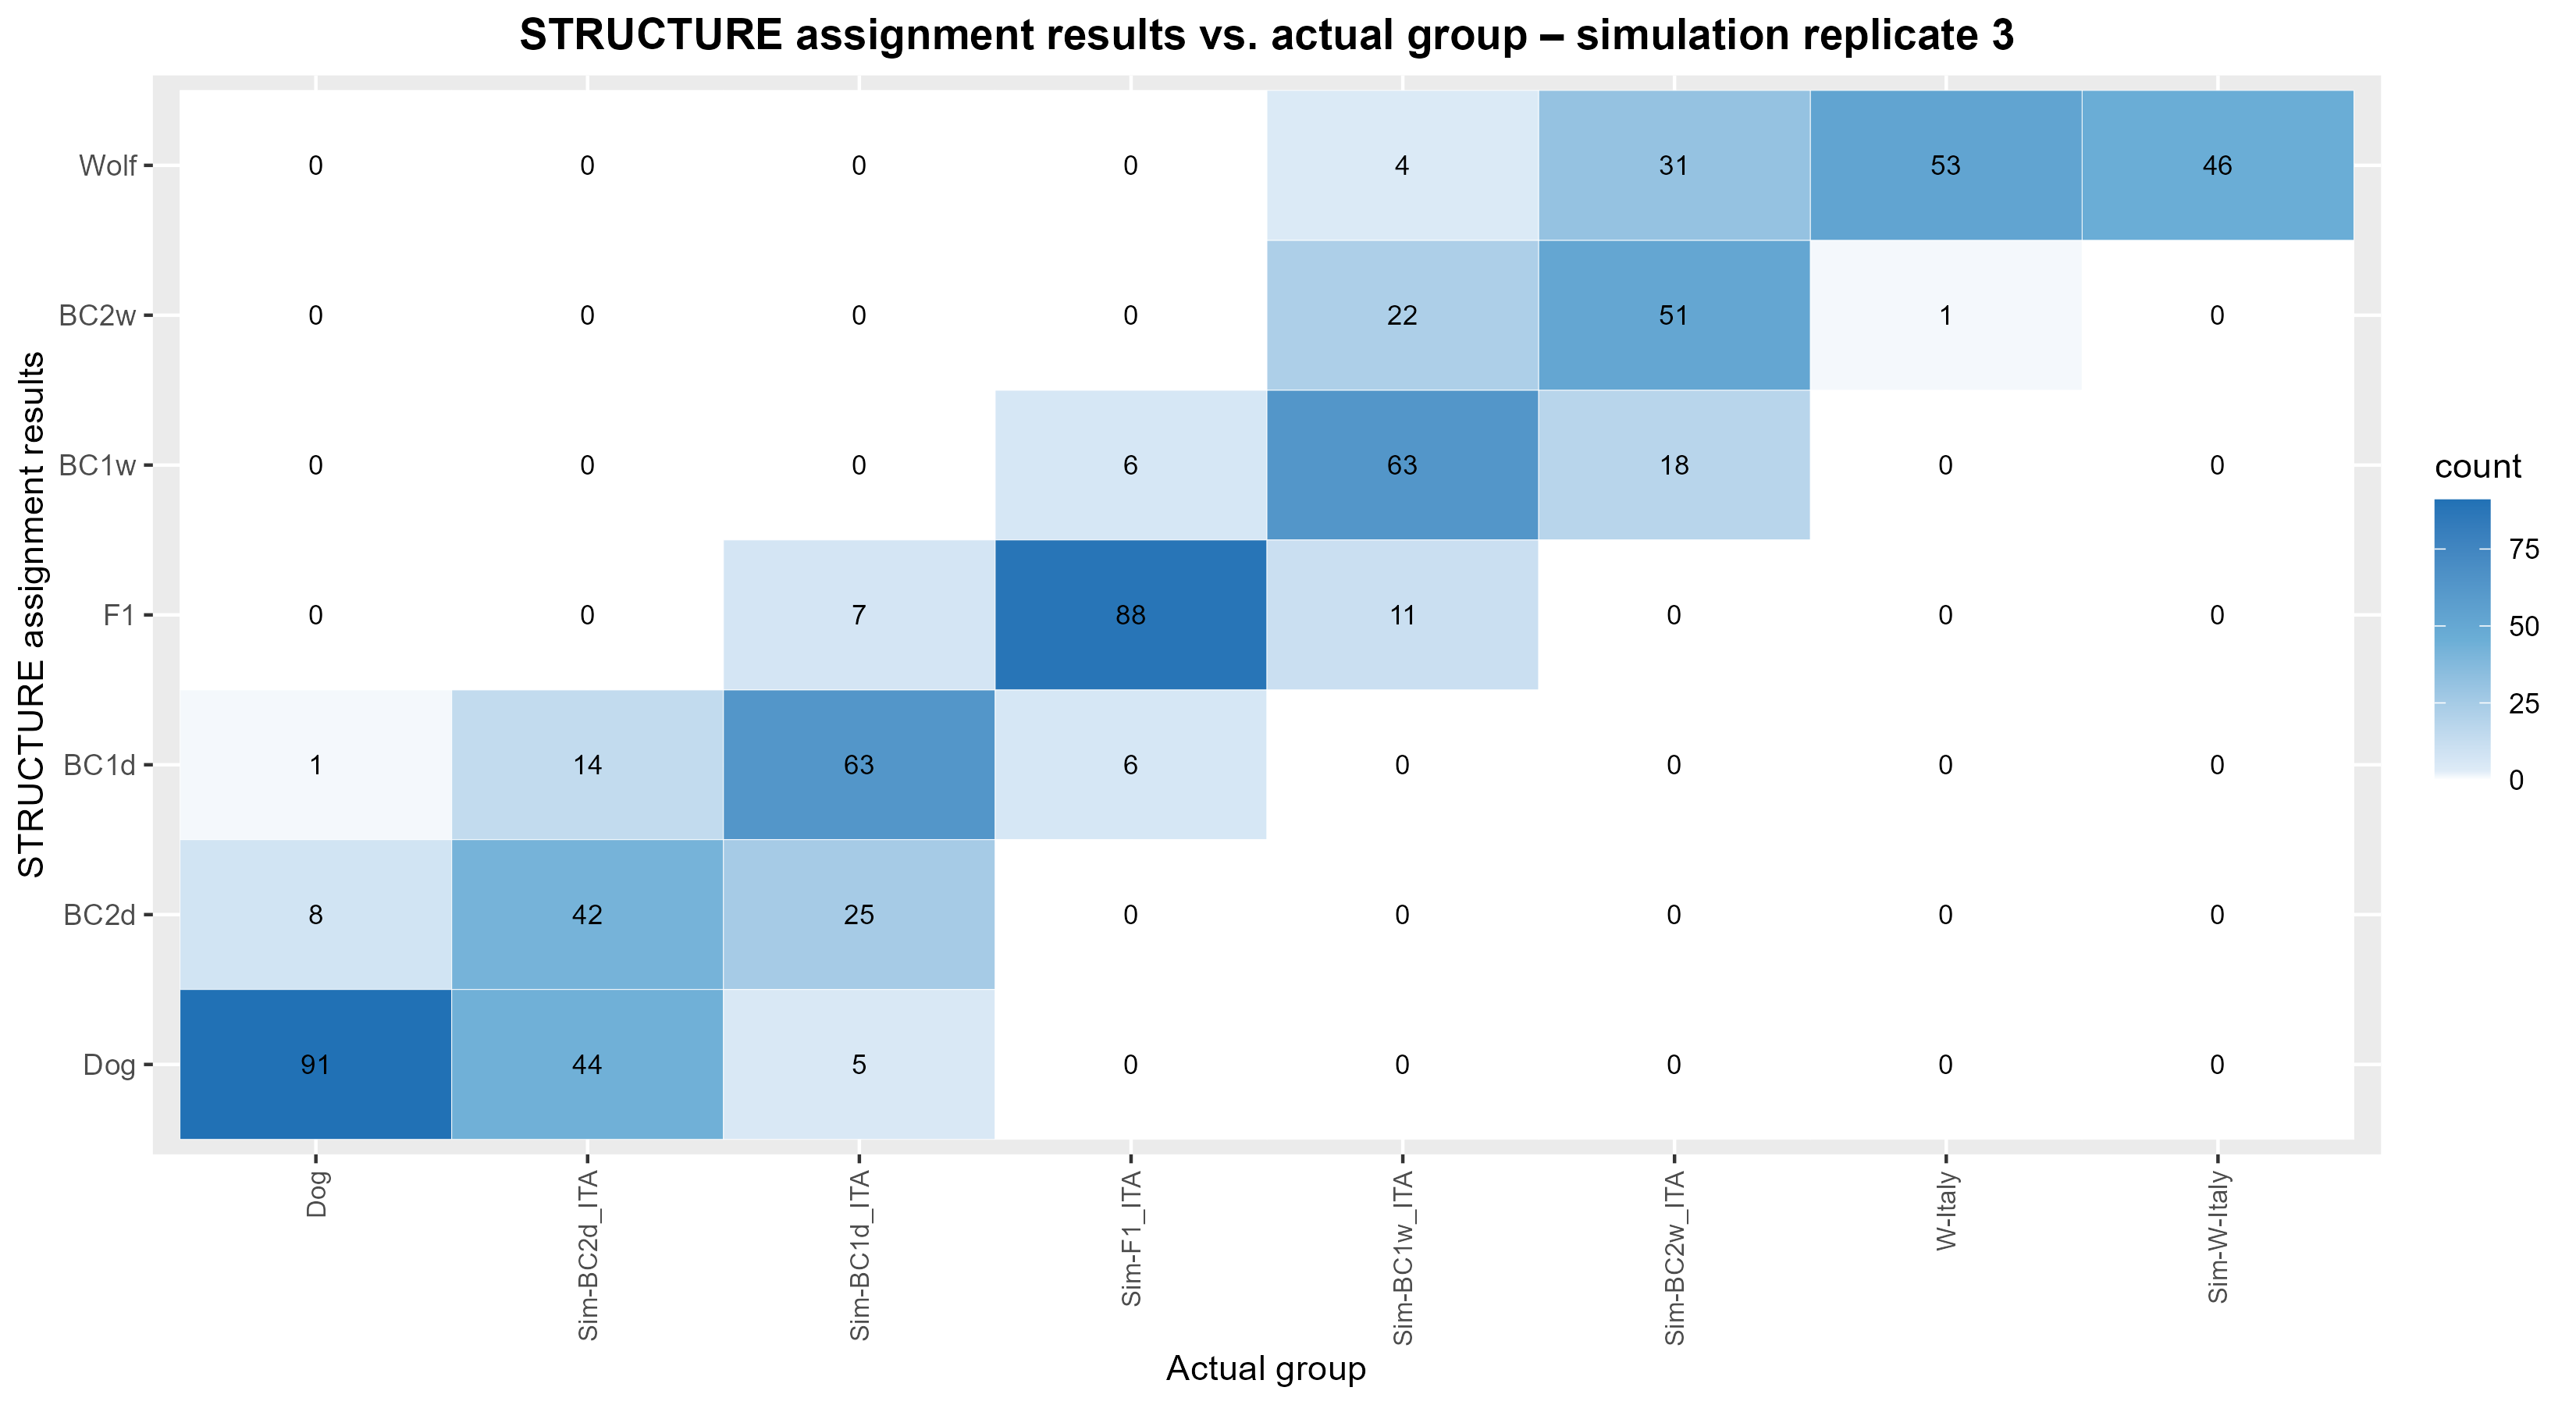 STRUCTURE assignment results vs. actual group – simulation replicate 3
STRUCTURE assignment results
Wolf 0 0 0 0 4 31 53 46
BC2w 0 0 0 0 22 51 1 0
BC1w 0 0 0 6 63 18 0 0
F1 0 0 7 88 11 0 0 0
BC1d 1 14 63 6 0 0 0 0
BC2d 8 42 25 0 0 0 0 0
Dog 91 44 5 0 0 0 0 0
Dog
Sim-BC2d_ITA
Sim-BC1d_ITA
Sim-F1_ITA
Sim-BC1w_ITA
Sim-BC2w_ITA
W-Italy
Sim-W-Italy
Actual group
count
75
50
25
0